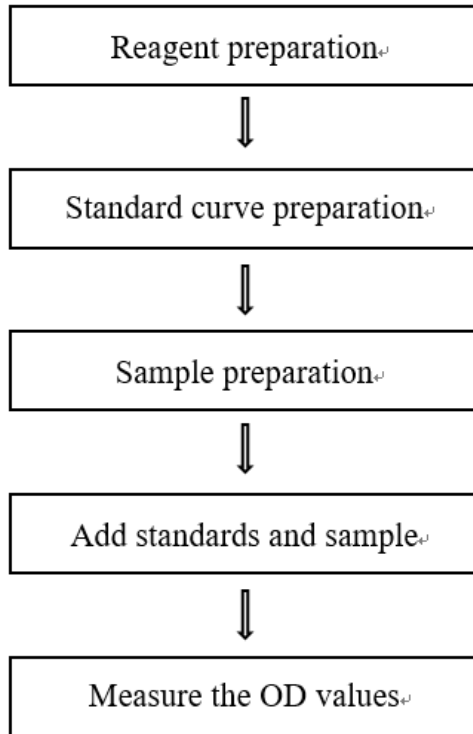 Reagent preparation
Standard curve preparation
Sample preparation
Add standards and sample
Measure the OD values